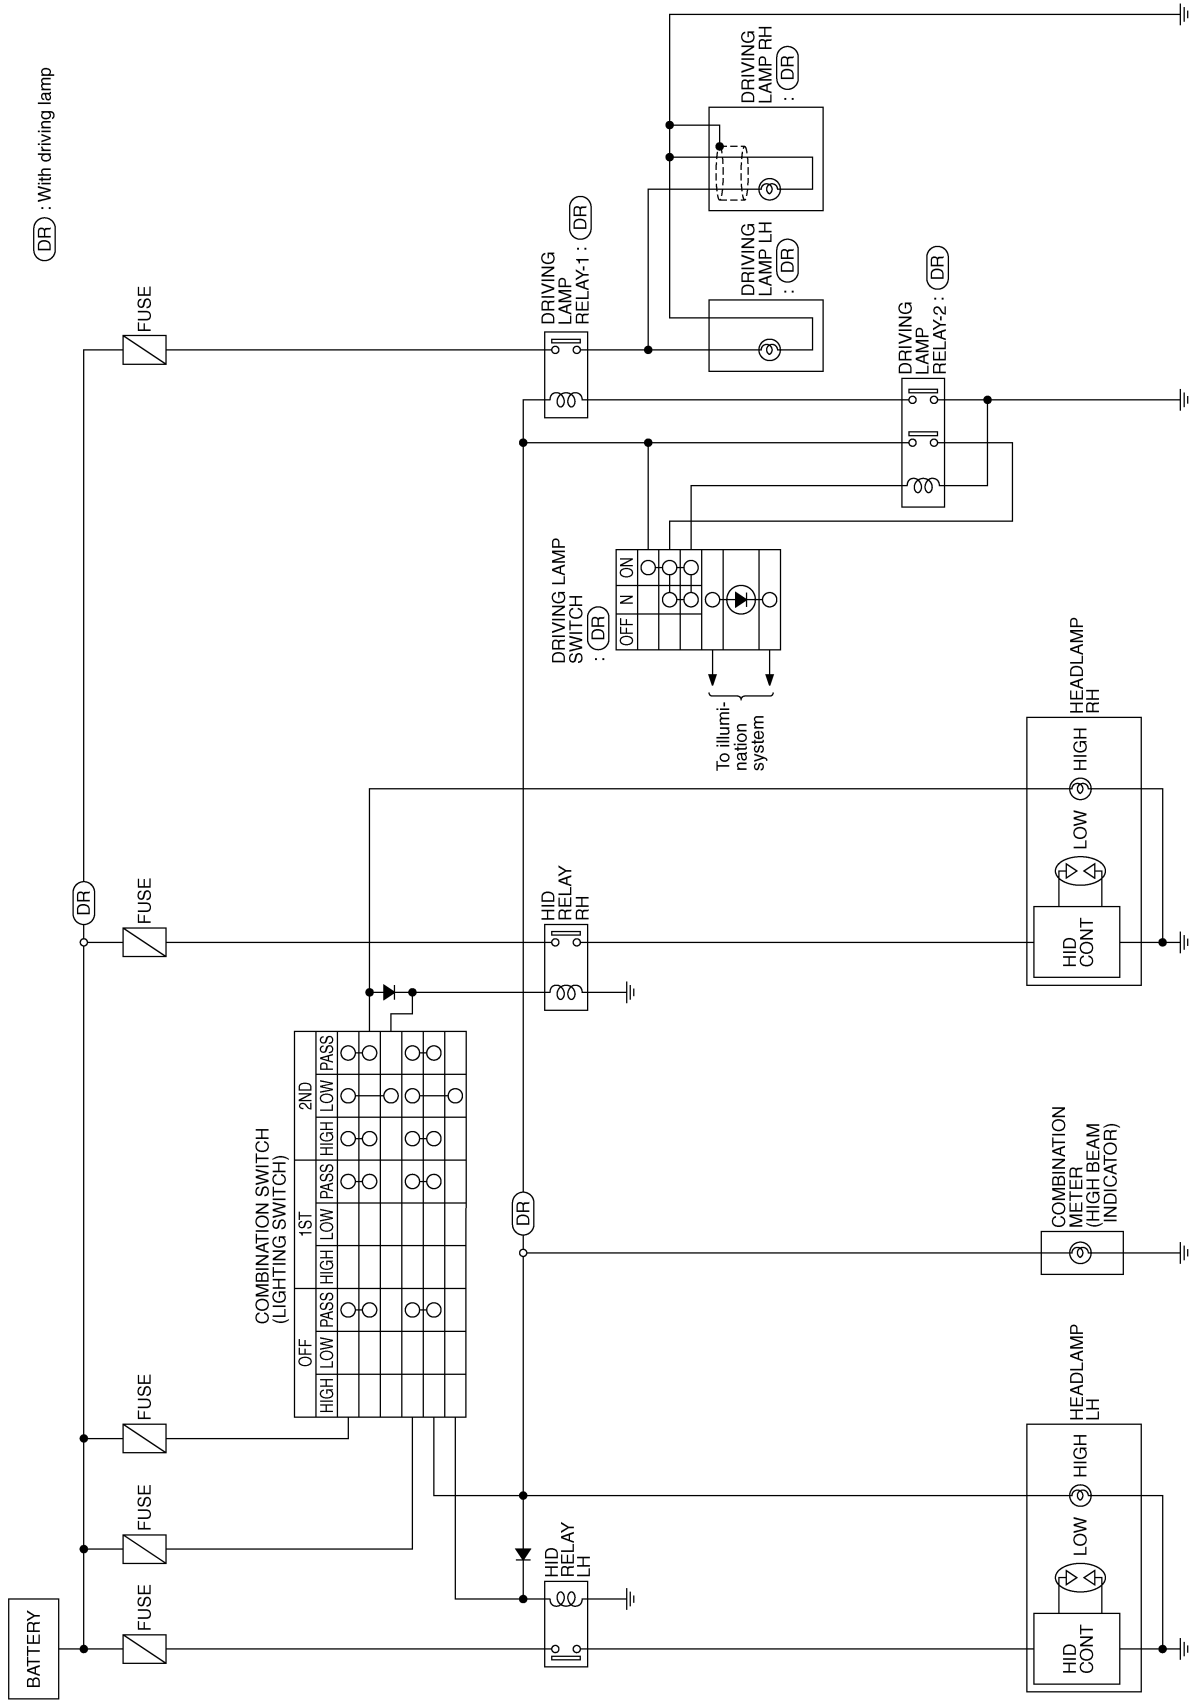 BATTERY
FUSE
FUSE
FUSE
FUSE
FUSE
DR
DR : With driving lamp
COMBINATION SWITCH
(LIGHTING SWITCH)
OFF
1ST
2ND
HIGH
LOW
PASS
HIGH
LOW
PASS
HIGH
LOW
PASS
HID
RELAY
LH
DR
HID
RELAY
RH
DRIVING LAMP
SWITCH
: DR
OFF
N
ON
To illumi-
nation
system
DRIVING
LAMP
RELAY-1 : DR
DRIVING
LAMP LH
: DR
DRIVING
LAMP RH
: DR
DRIVING
LAMP
RELAY-2 : DR
HEADLAMP
LH
HID
CONT
LOW
HIGH
COMBINATION
METER
(HIGH BEAM
INDICATOR)
HEADLAMP
RH
HID
CONT
LOW
HIGH